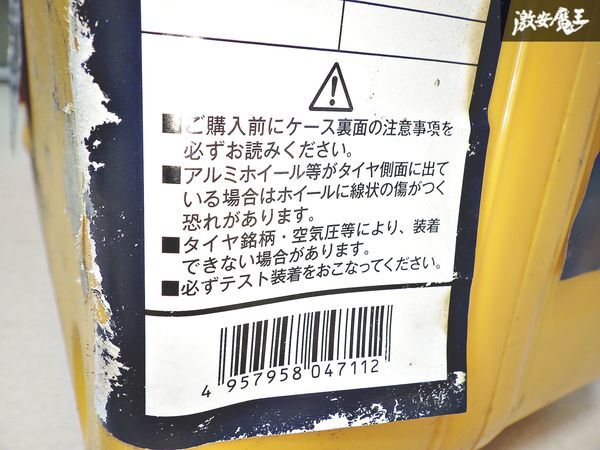 激安魔王
■ご購入前にケース裏面の注意事項を
必ずお読みください。
■アルミホイール等がタイヤ側面に出て
いる場合はホイールに線状の傷がつく
恐れがあります。
■タイヤ銘柄・空気圧等により、装着
できない場合があります。
■必ずテスト装着をおこなってください。
4 957958 047112